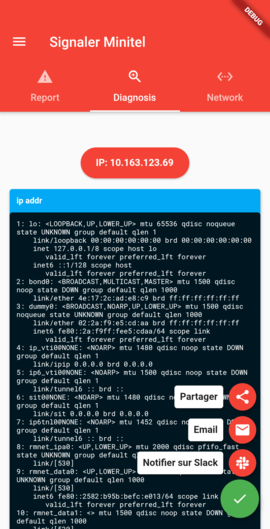 DEBUG
Signaler Minitel
Report
Diagnosis
Network
IP: 10.163.123.69
ip addr
1: lo: <LOOPBACK,UP,LOWER_UP> mtu 65536 qdisc noqueue
state UNKNOWN group default qlen 1
link/loopback 00:00:00:00:00:00 brd 00:00:00:00:00:00
inet 127.0.0.1/8 scope host lo
valid_lft forever preferred_lft forever
inet6 ::1/128 scope host
valid_lft forever preferred_lft forever
2: bond0: <BROADCAST,MULTICAST,MASTER> mtu 1500 qdisc
noop state DOWN group default qlen 1000
link/ether 4e:17:2c:ad:e8:c9 brd ff:ff:ff:ff:ff:ff
3: dummy0: <BROADCAST,NOARP,UP,LOWER_UP> mtu 1500 qdisc
noqueue state UNKNOWN group default qlen 1000
link/ether 02:2a:f9:e5:cd:aa brd ff:ff:ff:ff:ff:ff
inet6 fe80::2a:f9ff:fee5:cdaa/64 scope link
valid_lft forever preferred_lft forever
4: ip_vti0@NONE: <NOARP> mtu 1480 qdisc noop state DOWN
group default qlen 1
link/ipip 0.0.0.0 brd 0.0.0.0
5: ip6_vti0@NONE: <NOARP> mtu 1500 qdisc noop state DOWN
group default qlen 1
link/tunnel6 :: brd ::
6: sit0@NONE: <NOARP> mtu 1480
group default qlen 1
link/sit 0.0.0.0 brd 0.0.0.0
7: ip6tnl0@NONE: <NOARP> mtu 1452 qdisc
DOWN group default qlen 1
link/tunnel6 :: brd ::
8: rmnet_ipa0: <UP,LOWER_UP> mtu 2000 qdisc pfifo_fast
state UNKNOWN group default qlen 1000
link/[530]
9: rmnet_data0: <UP,LOWER_UP>
state UNKNOWN group default qlen 1000
link/[530]
inet6 fe80::2582:b95b:befc:e013/64 scope link
valid_lft forever preferred_lft
10: rmnet_data1: <> mtu 1500 qdisc noop state DOWN
group default qlen 1000
Partager
Email
Notifier sur Slack